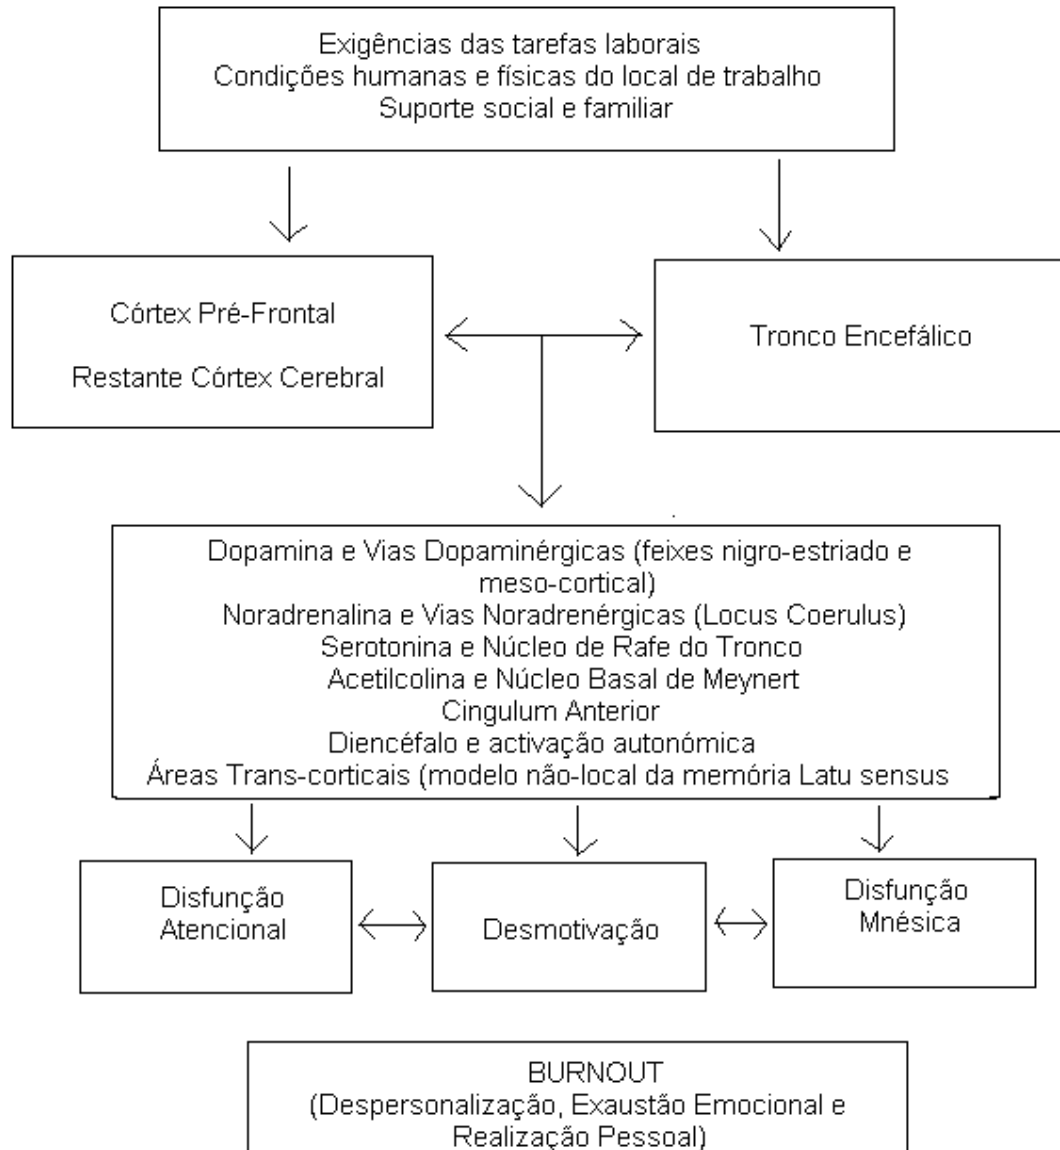 Exigências das tarefas laborais
Condições humanas e físicas do local de trabalho
Suporte social e familiar
Córtex Pré-Frontal
Restante Córtex Cerebral
Tronco Encefálico
Dopamina e Vias Dopaminérgicas (feixes nigro-estriado e
meso-cortical)
Noradrenalina e Vias Noradrenérgicas (Locus Coerulus)
Serotonina e Núcleo de Rafe do Tronco
Acetilcolina e Núcleo Basal de Meynert
Cingulum Anterior
Diencéfalo e activação autonómica
Áreas Trans-corticais (modelo não-local da memória Latu sensus
Disfunção
Atencional
Desmotivação
Disfunção
Mnésica
BURNOUT
(Despersonalização, Exaustão Emocional e
Realização Pessoal)